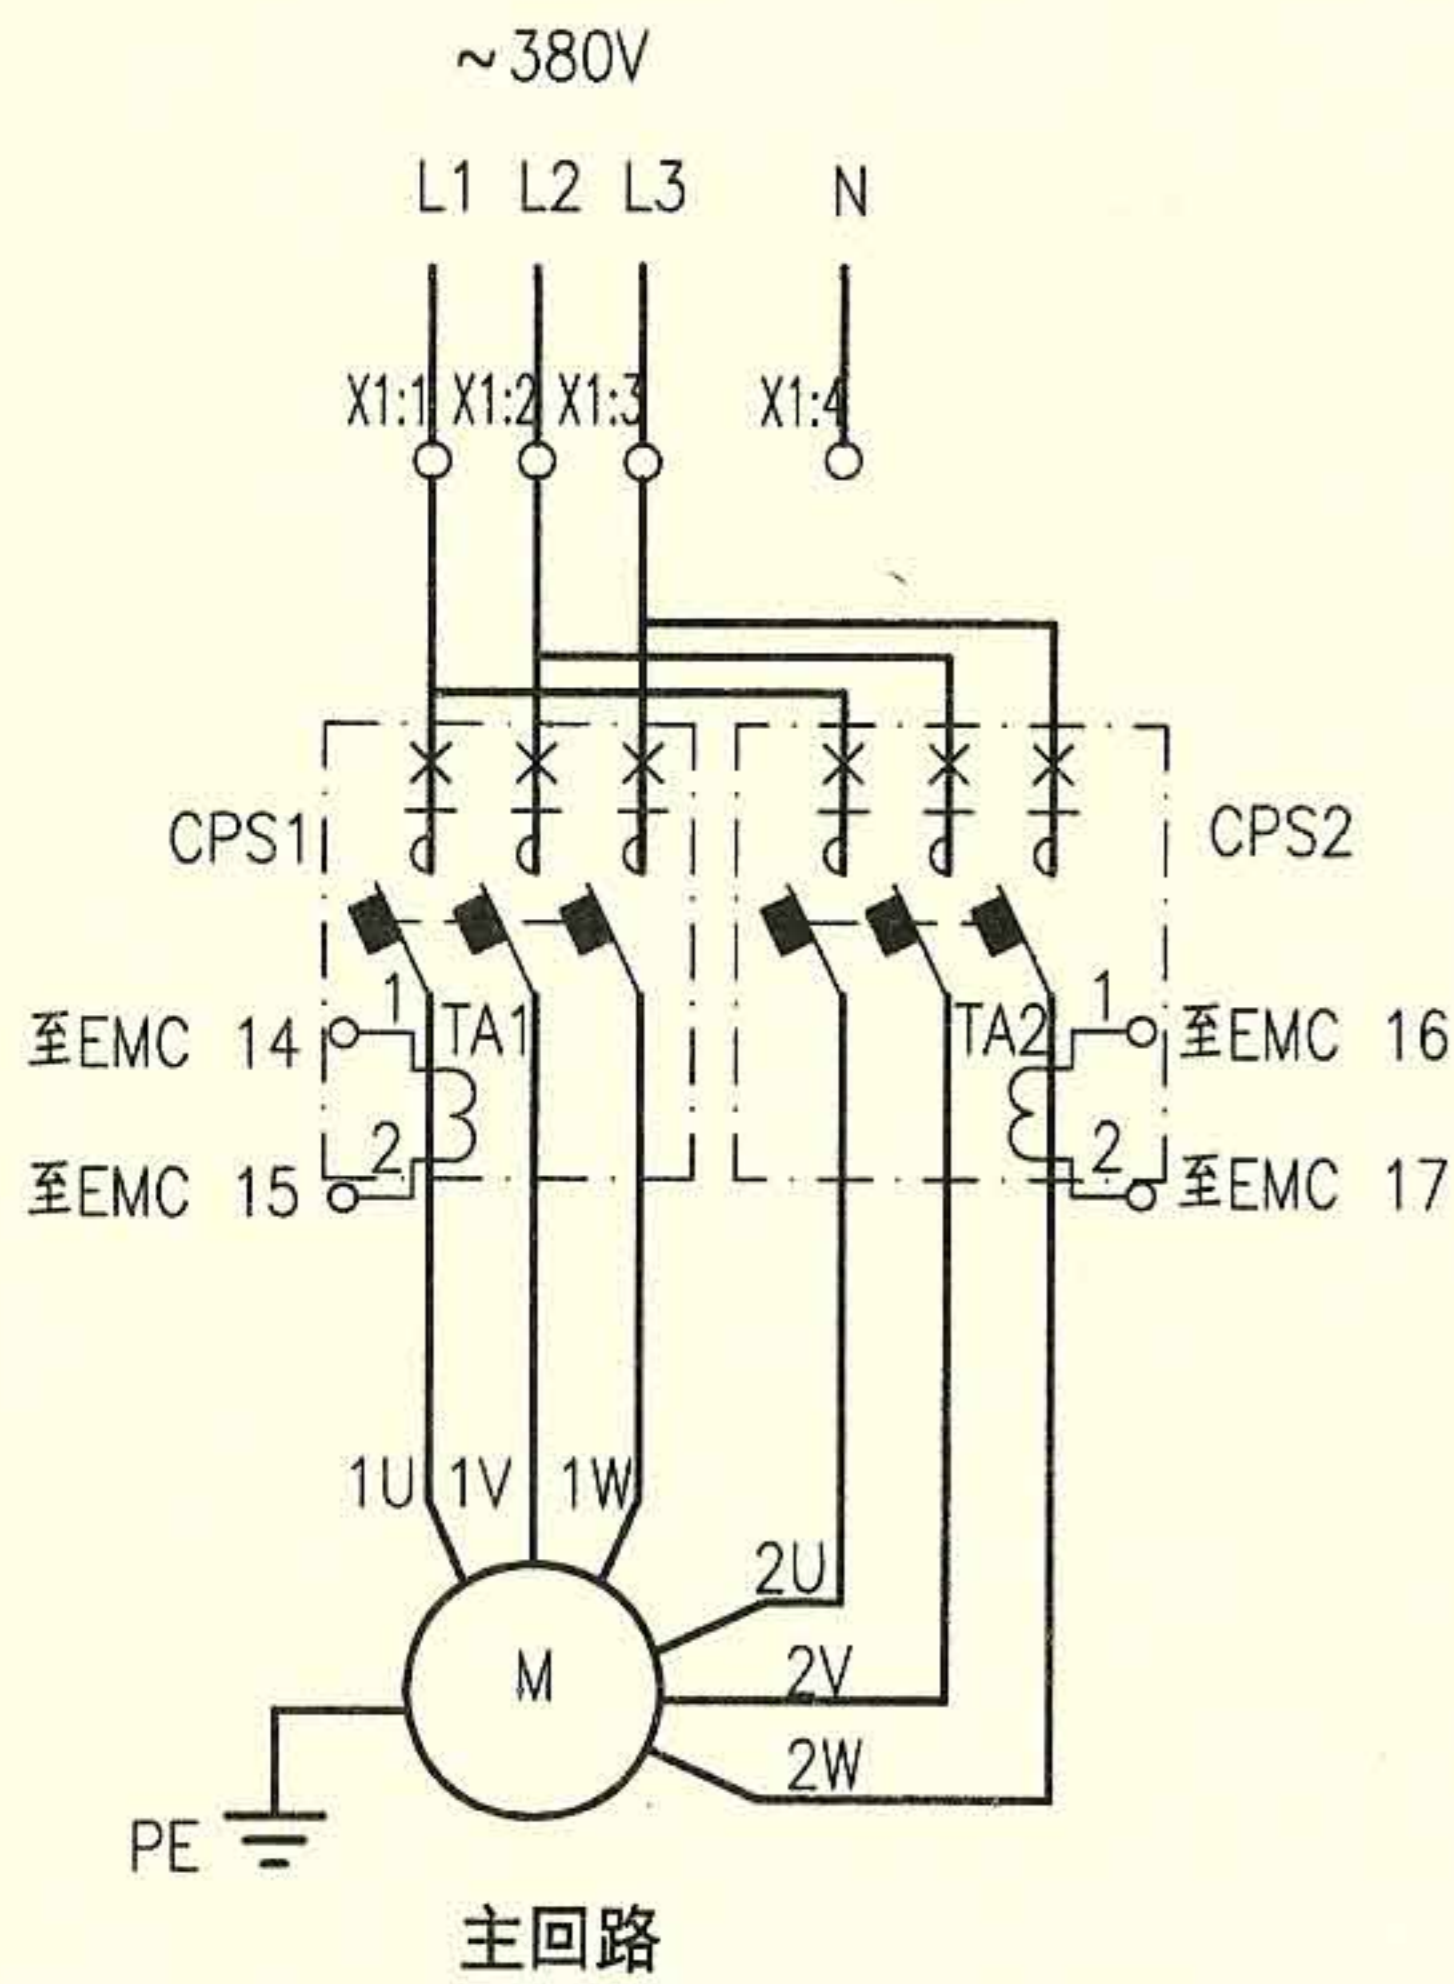 ~380V
L1 L2 L3 N
X1:1 X1:2 X1:3 X1:4
CPS1 CPS2
1 TA1 TA2 1
至EMC 14 至EMC 16
2 2
至EMC 15 至EMC 17
1U 1V 1W
2U
M 2V
2W
PE
主回路